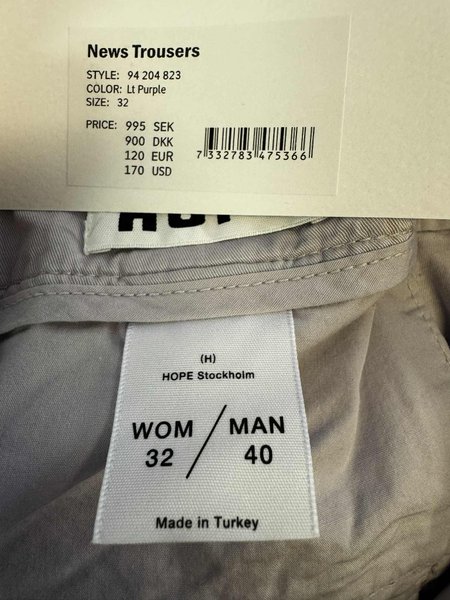 News Trousers
STYLE: 94 204 823
COLOR: Lt Purple
SIZE: 32
PRICE: 995 SEK
900 DKK
120 EUR
170 USD
7 332783 475366
(H)
HOPE Stockholm
WOM / MAN
32 40
Made in Turkey